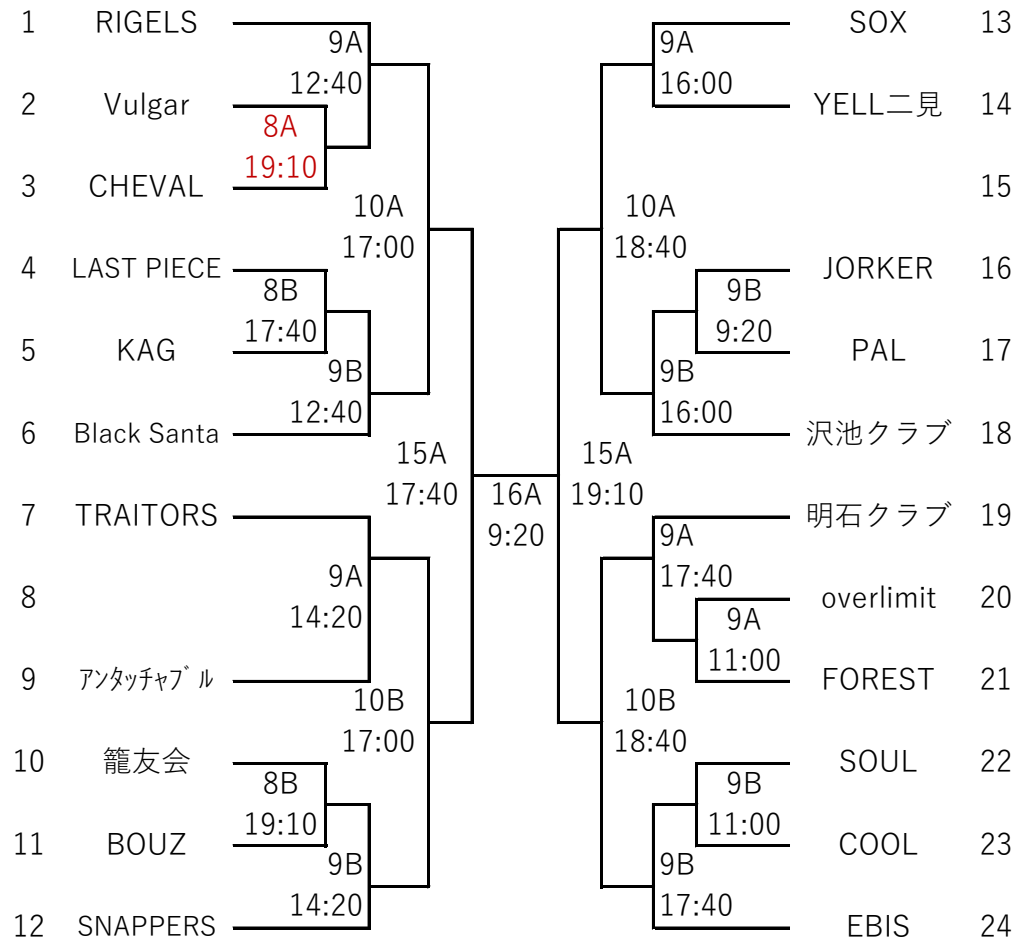 1 RIGELS
9A
12:40
2 Vulgar
8A
19:10
3 CHEVAL
10A
17:00
4 LAST PIECE
8B
17:40
5 KAG
9B
12:40
6 Black Santa
15A
17:40
7 TRAITORS
9A
14:20
8
9 ｱﾝﾀｯﾁｬﾌﾞﾙ
10B
17:00
10 籠友会
8B
19:10
11 BOUZ
9B
14:20
12 SNAPPERS
16A
9:20
SOX 13
9A
16:00
YELL二見 14
15
10A
18:40
JORKER 16
9B
9:20
PAL 17
9B
16:00
沢池クラブ 18
15A
19:10
明石クラブ 19
9A
17:40
overlimit 20
9A
11:00
FOREST 21
10B
18:40
SOUL 22
9B
11:00
COOL 23
9B
17:40
EBIS 24